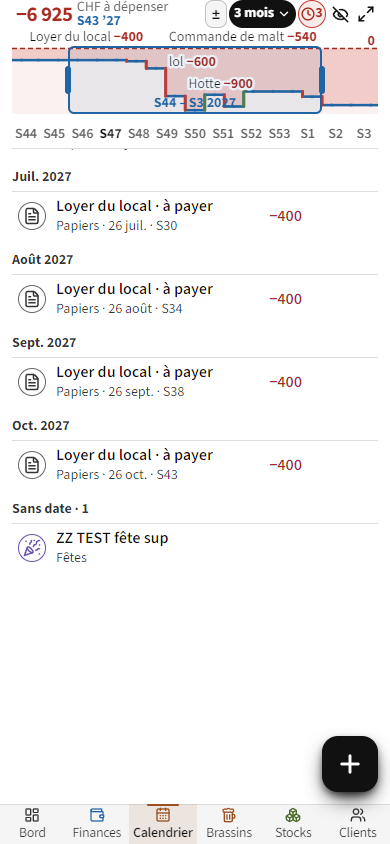 −6 925 CHF à dépenser
S43 ’27
± 3 mois 3
Loyer du local −400 Commande de malt −540 0
lol −600
Hotte −900
S44 - S3 2027
S44 S45 S46 S47 S48 S49 S50 S51 S52 S53 S1 S2 S3
Juil. 2027
Loyer du local · à payer −400
Papiers · 26 juil. · S30
Août 2027
Loyer du local · à payer −400
Papiers · 26 août · S34
Sept. 2027
Loyer du local · à payer −400
Papiers · 26 sept. · S38
Oct. 2027
Loyer du local · à payer −400
Papiers · 26 oct. · S43
Sans date · 1
ZZ TEST fête sup
Fêtes
Bord Finances Calendrier Brassins Stocks Clients